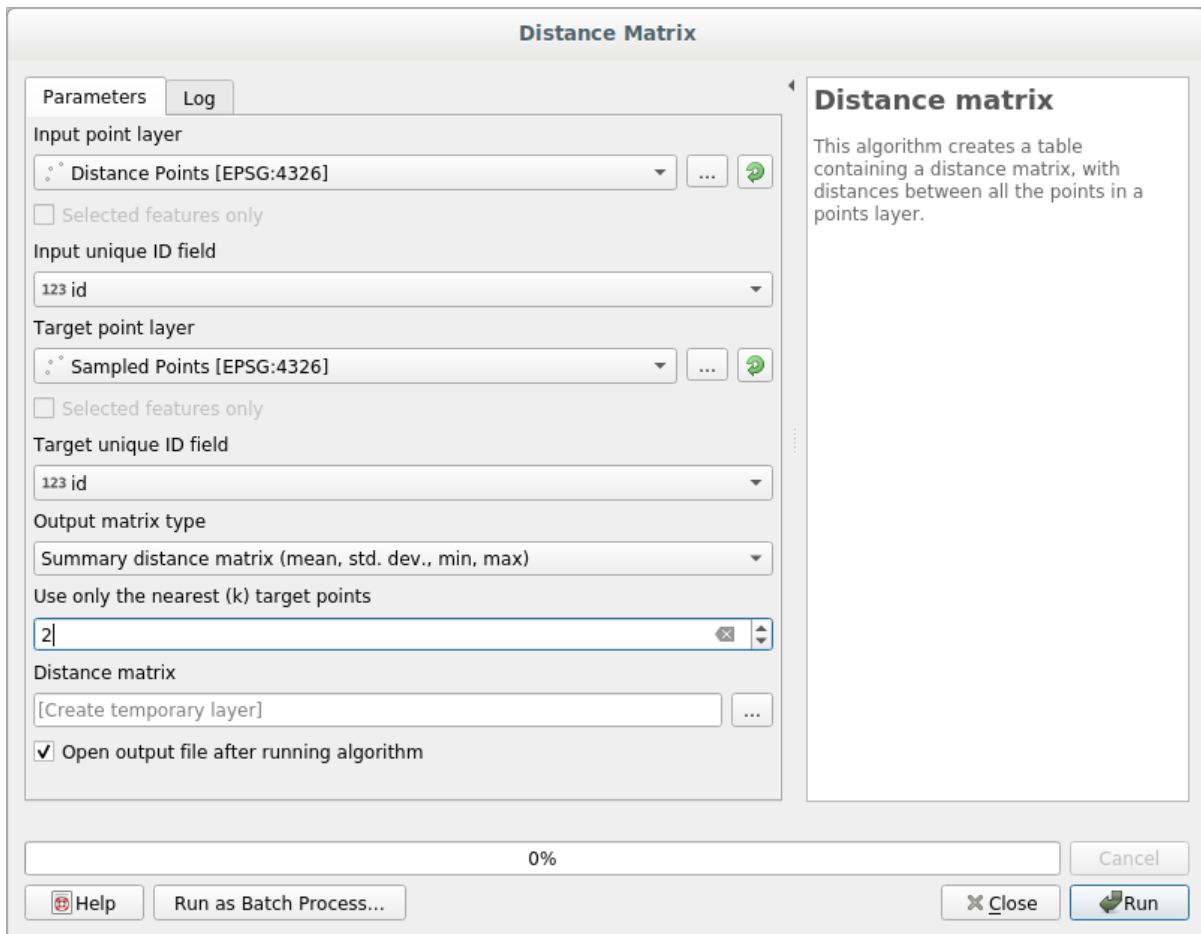 Distance Matrix
Parameters
Log
Input point layer
Distance Points [EPSG:4326]
...
Selected features only
Input unique ID field
123 id
Target point layer
Sampled Points [EPSG:4326]
...
Selected features only
Target unique ID field
123 id
Output matrix type
Summary distance matrix (mean, std. dev., min, max)
Use only the nearest (k) target points
2
Distance matrix
[Create temporary layer]
...
Open output file after running algorithm
Distance matrix
This algorithm creates a table
containing a distance matrix, with
distances between all the points in a
points layer.
0%
Cancel
Help
Run as Batch Process...
Close
Run